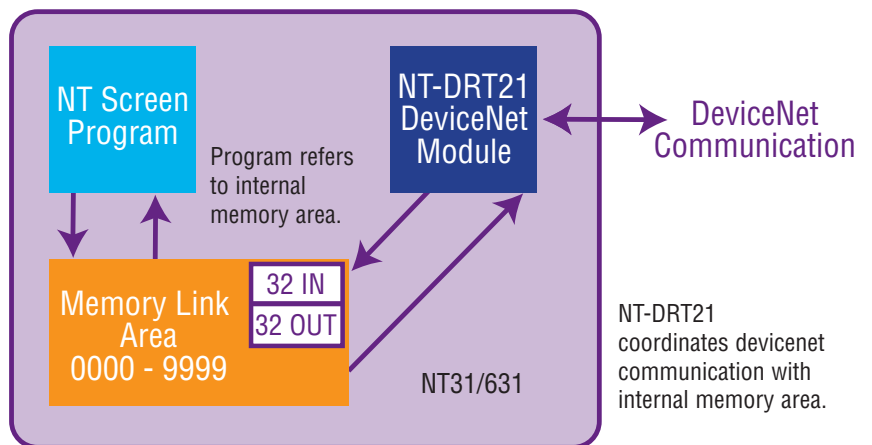 NT Screen
Program
NT-DRT21
DeviceNet
Module
DeviceNet
Communication
Program refers
to internal
memory area.
Memory Link
Area
0000 - 9999
32 IN
32 OUT
NT31/631
NT-DRT21
coordinates devicenet
communication with
internal memory area.